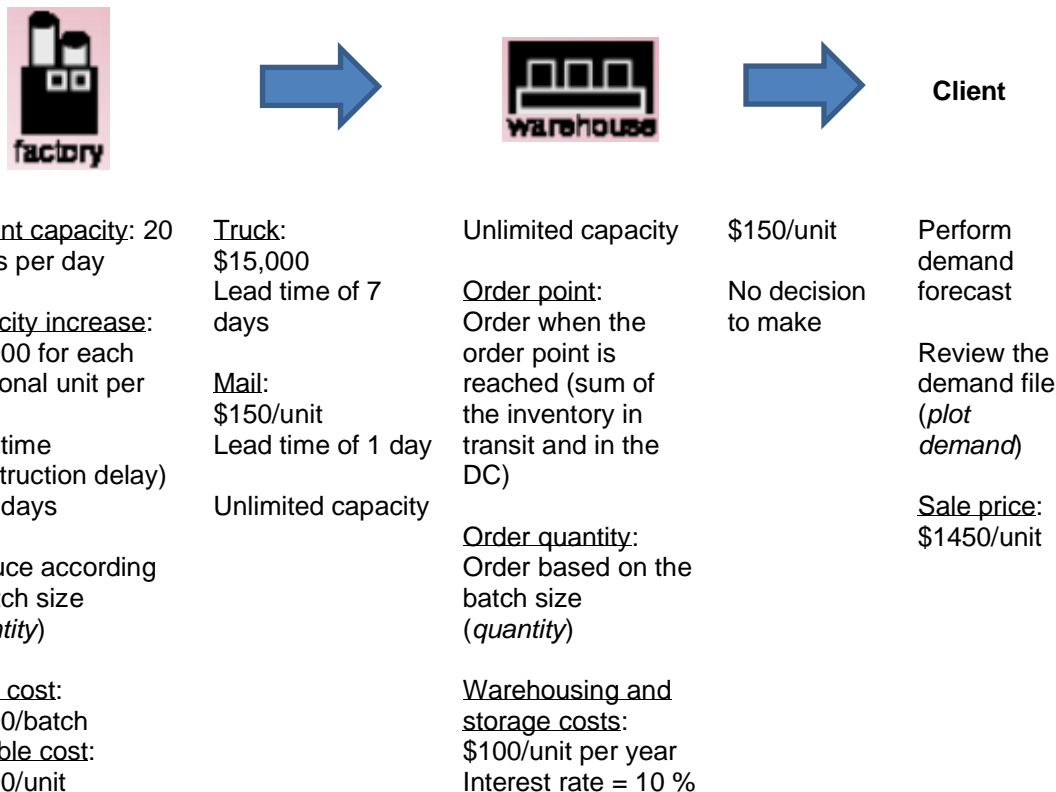 factory
warehouse
Client
nt capacity: 20
s per day
city increase:
00 for each
onal unit per
time
truction delay)
days
uce according
tch size
ntity)
cost:
0/batch
ble cost:
0/unit
Truck:
$15,000
Lead time of 7
days
Mail:
$150/unit
Lead time of 1 day
Unlimited capacity
Unlimited capacity
Order point:
Order when the
order point is
reached (sum of
the inventory in
transit and in the
DC)
Order quantity:
Order based on the
batch size
(quantity)
Warehousing and
storage costs:
$100/unit per year
Interest rate = 10 %
$150/unit
No decision
to make
Perform
demand
forecast
Review the
demand file
(plot
demand)
Sale price:
$1450/unit